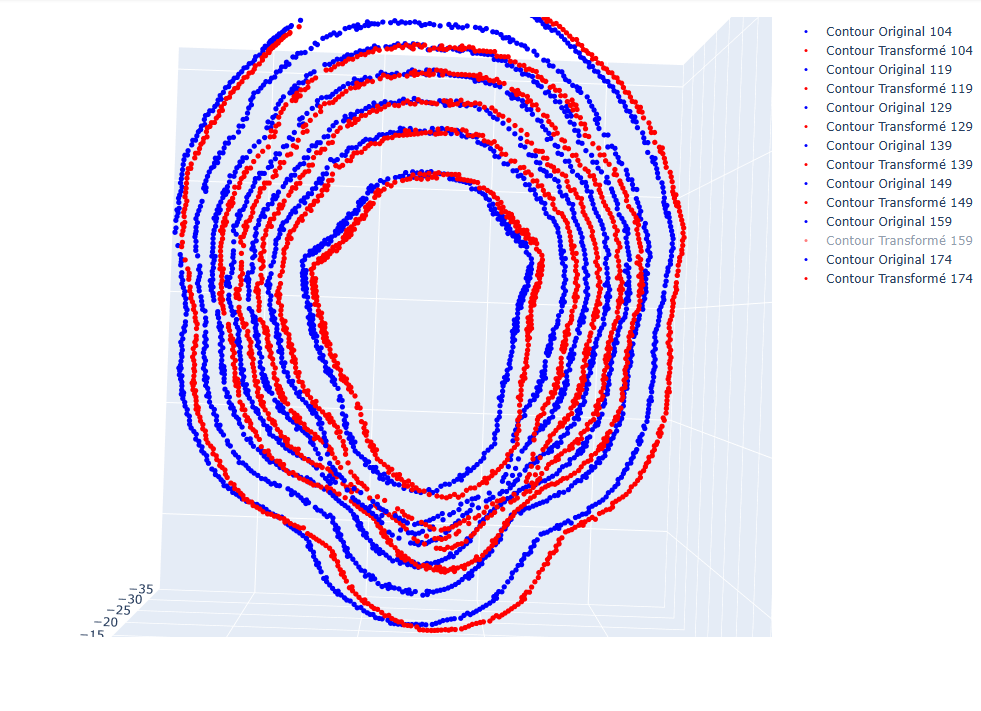 Contour Original 104
Contour Transformé 104
Contour Original 119
Contour Transformé 119
Contour Original 129
Contour Transformé 129
Contour Original 139
Contour Transformé 139
Contour Original 149
Contour Transformé 149
Contour Original 159
Contour Transformé 159
Contour Original 174
Contour Transformé 174
−35
−30
−25
−20
−15